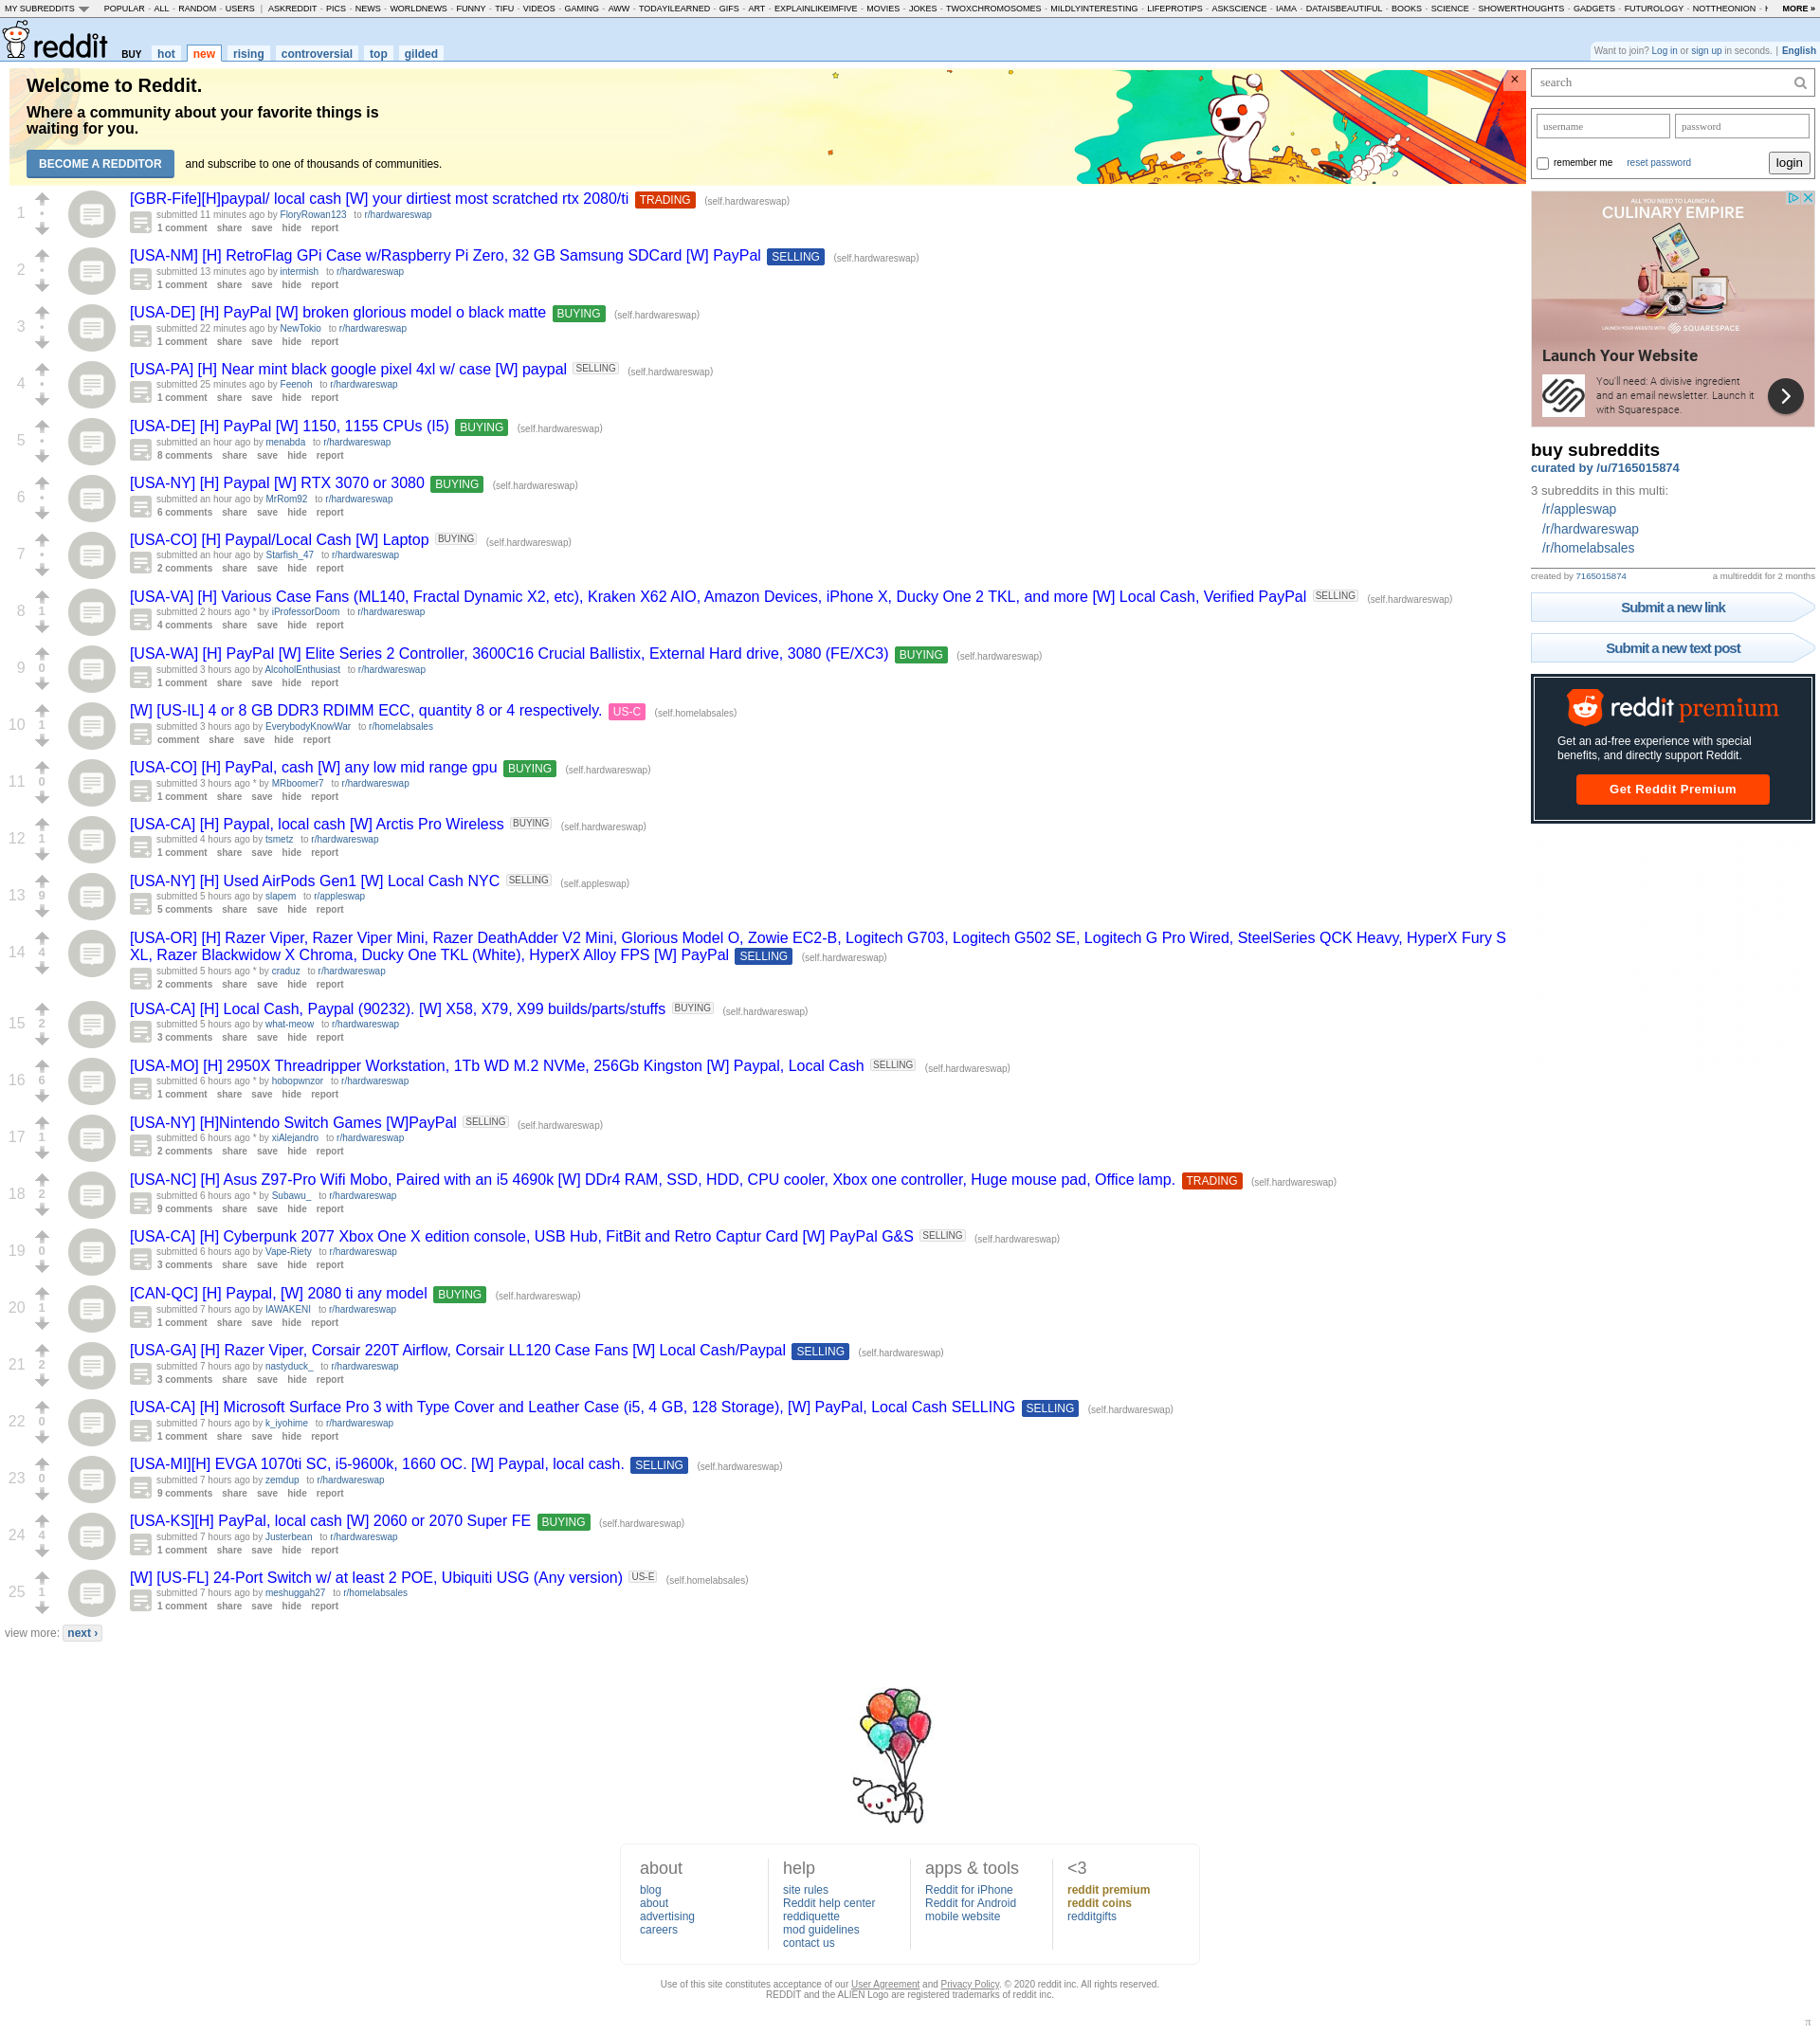 MY SUBREDDITS POPULAR - ALL - RANDOM - USERS | ASKREDDIT - PICS - NEWS - WORLDNEWS - FUNNY - TIFU - VIDEOS - GAMING - AWW - TODAYILEARNED - GIFS - ART - EXPLAINLIKEIMFIVE - MOVIES - JOKES - TWOXCHROMOSOMES - MILDLYINTERESTING - LIFEPROTIPS - ASKSCIENCE - IAMA - DATAISBEAUTIFUL - BOOKS - SCIENCE - SHOWERTHOUGHTS - GADGETS - FUTUROLOGY - NOTTHEONION - MORE »
reddit BUY hot new rising controversial top gilded
Want to join? Log in or sign up in seconds. | English
Welcome to Reddit.
Where a community about your favorite things is
waiting for you.
BECOME A REDDITOR and subscribe to one of thousands of communities.
×
1
[GBR-Fife][H]paypal/ local cash [W] your dirtiest most scratched rtx 2080/ti TRADING (self.hardwareswap)
submitted 11 minutes ago by FloryRowan123 to r/hardwareswap
1 comment share save hide report
2
[USA-NM] [H] RetroFlag GPi Case w/Raspberry Pi Zero, 32 GB Samsung SDCard [W] PayPal SELLING (self.hardwareswap)
submitted 13 minutes ago by intermish to r/hardwareswap
1 comment share save hide report
3
[USA-DE] [H] PayPal [W] broken glorious model o black matte BUYING (self.hardwareswap)
submitted 22 minutes ago by NewTokio to r/hardwareswap
1 comment share save hide report
4
[USA-PA] [H] Near mint black google pixel 4xl w/ case [W] paypal SELLING (self.hardwareswap)
submitted 25 minutes ago by Feenoh to r/hardwareswap
1 comment share save hide report
5
[USA-DE] [H] PayPal [W] 1150, 1155 CPUs (I5) BUYING (self.hardwareswap)
submitted an hour ago by menabda to r/hardwareswap
8 comments share save hide report
6
[USA-NY] [H] Paypal [W] RTX 3070 or 3080 BUYING (self.hardwareswap)
submitted an hour ago by MrRom92 to r/hardwareswap
6 comments share save hide report
7
[USA-CO] [H] Paypal/Local Cash [W] Laptop BUYING (self.hardwareswap)
submitted an hour ago by Starfish_47 to r/hardwareswap
2 comments share save hide report
8 1
[USA-VA] [H] Various Case Fans (ML140, Fractal Dynamic X2, etc), Kraken X62 AIO, Amazon Devices, iPhone X, Ducky One 2 TKL, and more [W] Local Cash, Verified PayPal SELLING (self.hardwareswap)
submitted 2 hours ago * by iProfessorDoom to r/hardwareswap
4 comments share save hide report
9 0
[USA-WA] [H] PayPal [W] Elite Series 2 Controller, 3600C16 Crucial Ballistix, External Hard drive, 3080 (FE/XC3) BUYING (self.hardwareswap)
submitted 3 hours ago by AlcoholEnthusiast to r/hardwareswap
1 comment share save hide report
10 1
[W] [US-IL] 4 or 8 GB DDR3 RDIMM ECC, quantity 8 or 4 respectively. US-C (self.homelabsales)
submitted 3 hours ago by EverybodyKnowWar to r/homelabsales
comment share save hide report
11 0
[USA-CO] [H] PayPal, cash [W] any low mid range gpu BUYING (self.hardwareswap)
submitted 3 hours ago * by MRboomer7 to r/hardwareswap
1 comment share save hide report
12 1
[USA-CA] [H] Paypal, local cash [W] Arctis Pro Wireless BUYING (self.hardwareswap)
submitted 4 hours ago by tsmetz to r/hardwareswap
1 comment share save hide report
13 9
[USA-NY] [H] Used AirPods Gen1 [W] Local Cash NYC SELLING (self.appleswap)
submitted 5 hours ago by slapem to r/appleswap
5 comments share save hide report
14 4
[USA-OR] [H] Razer Viper, Razer Viper Mini, Razer DeathAdder V2 Mini, Glorious Model O, Zowie EC2-B, Logitech G703, Logitech G502 SE, Logitech G Pro Wired, SteelSeries QCK Heavy, HyperX Fury S
XL, Razer Blackwidow X Chroma, Ducky One TKL (White), HyperX Alloy FPS [W] PayPal SELLING (self.hardwareswap)
submitted 5 hours ago * by craduz to r/hardwareswap
2 comments share save hide report
15 2
[USA-CA] [H] Local Cash, Paypal (90232). [W] X58, X79, X99 builds/parts/stuffs BUYING (self.hardwareswap)
submitted 5 hours ago by what-meow to r/hardwareswap
3 comments share save hide report
16 6
[USA-MO] [H] 2950X Threadripper Workstation, 1Tb WD M.2 NVMe, 256Gb Kingston [W] Paypal, Local Cash SELLING (self.hardwareswap)
submitted 6 hours ago * by hobopwnzor to r/hardwareswap
1 comment share save hide report
17 1
[USA-NY] [H]Nintendo Switch Games [W]PayPal SELLING (self.hardwareswap)
submitted 6 hours ago * by xiAlejandro to r/hardwareswap
2 comments share save hide report
18 2
[USA-NC] [H] Asus Z97-Pro Wifi Mobo, Paired with an i5 4690k [W] DDr4 RAM, SSD, HDD, CPU cooler, Xbox one controller, Huge mouse pad, Office lamp. TRADING (self.hardwareswap)
submitted 6 hours ago * by Subawu_ to r/hardwareswap
9 comments share save hide report
19 0
[USA-CA] [H] Cyberpunk 2077 Xbox One X edition console, USB Hub, FitBit and Retro Captur Card [W] PayPal G&S SELLING (self.hardwareswap)
submitted 6 hours ago by Vape-Riety to r/hardwareswap
3 comments share save hide report
20 1
[CAN-QC] [H] Paypal, [W] 2080 ti any model BUYING (self.hardwareswap)
submitted 7 hours ago by IAWAKENI to r/hardwareswap
1 comment share save hide report
21 2
[USA-GA] [H] Razer Viper, Corsair 220T Airflow, Corsair LL120 Case Fans [W] Local Cash/Paypal SELLING (self.hardwareswap)
submitted 7 hours ago by nastyduck_ to r/hardwareswap
3 comments share save hide report
22 0
[USA-CA] [H] Microsoft Surface Pro 3 with Type Cover and Leather Case (i5, 4 GB, 128 Storage), [W] PayPal, Local Cash SELLING SELLING (self.hardwareswap)
submitted 7 hours ago by k_iyohime to r/hardwareswap
1 comment share save hide report
23 0
[USA-MI][H] EVGA 1070ti SC, i5-9600k, 1660 OC. [W] Paypal, local cash. SELLING (self.hardwareswap)
submitted 7 hours ago by zemdup to r/hardwareswap
9 comments share save hide report
24 4
[USA-KS][H] PayPal, local cash [W] 2060 or 2070 Super FE BUYING (self.hardwareswap)
submitted 7 hours ago by Justerbean to r/hardwareswap
1 comment share save hide report
25 1
[W] [US-FL] 24-Port Switch w/ at least 2 POE, Ubiquiti USG (Any version) US-E (self.homelabsales)
submitted 7 hours ago by meshuggah27 to r/homelabsales
1 comment share save hide report
view more: next ›
search
username password
remember me reset password login
ALL YOU NEED TO LAUNCH A
CULINARY EMPIRE
LAUNCH YOUR WEBSITE WITH SQUARESPACE
Launch Your Website
You'll need: A divisive ingredient
and an email newsletter. Launch it
with Squarespace.
buy subreddits
curated by /u/7165015874
3 subreddits in this multi:
/r/appleswap
/r/hardwareswap
/r/homelabsales
created by 7165015874 a multireddit for 2 months
Submit a new link
Submit a new text post
reddit premium
Get an ad-free experience with special
benefits, and directly support Reddit.
Get Reddit Premium
about
blog
about
advertising
careers
help
site rules
Reddit help center
reddiquette
mod guidelines
contact us
apps & tools
Reddit for iPhone
Reddit for Android
mobile website
<3
reddit premium
reddit coins
redditgifts
Use of this site constitutes acceptance of our User Agreement and Privacy Policy. © 2020 reddit inc. All rights reserved.
REDDIT and the ALIEN Logo are registered trademarks of reddit inc.
π